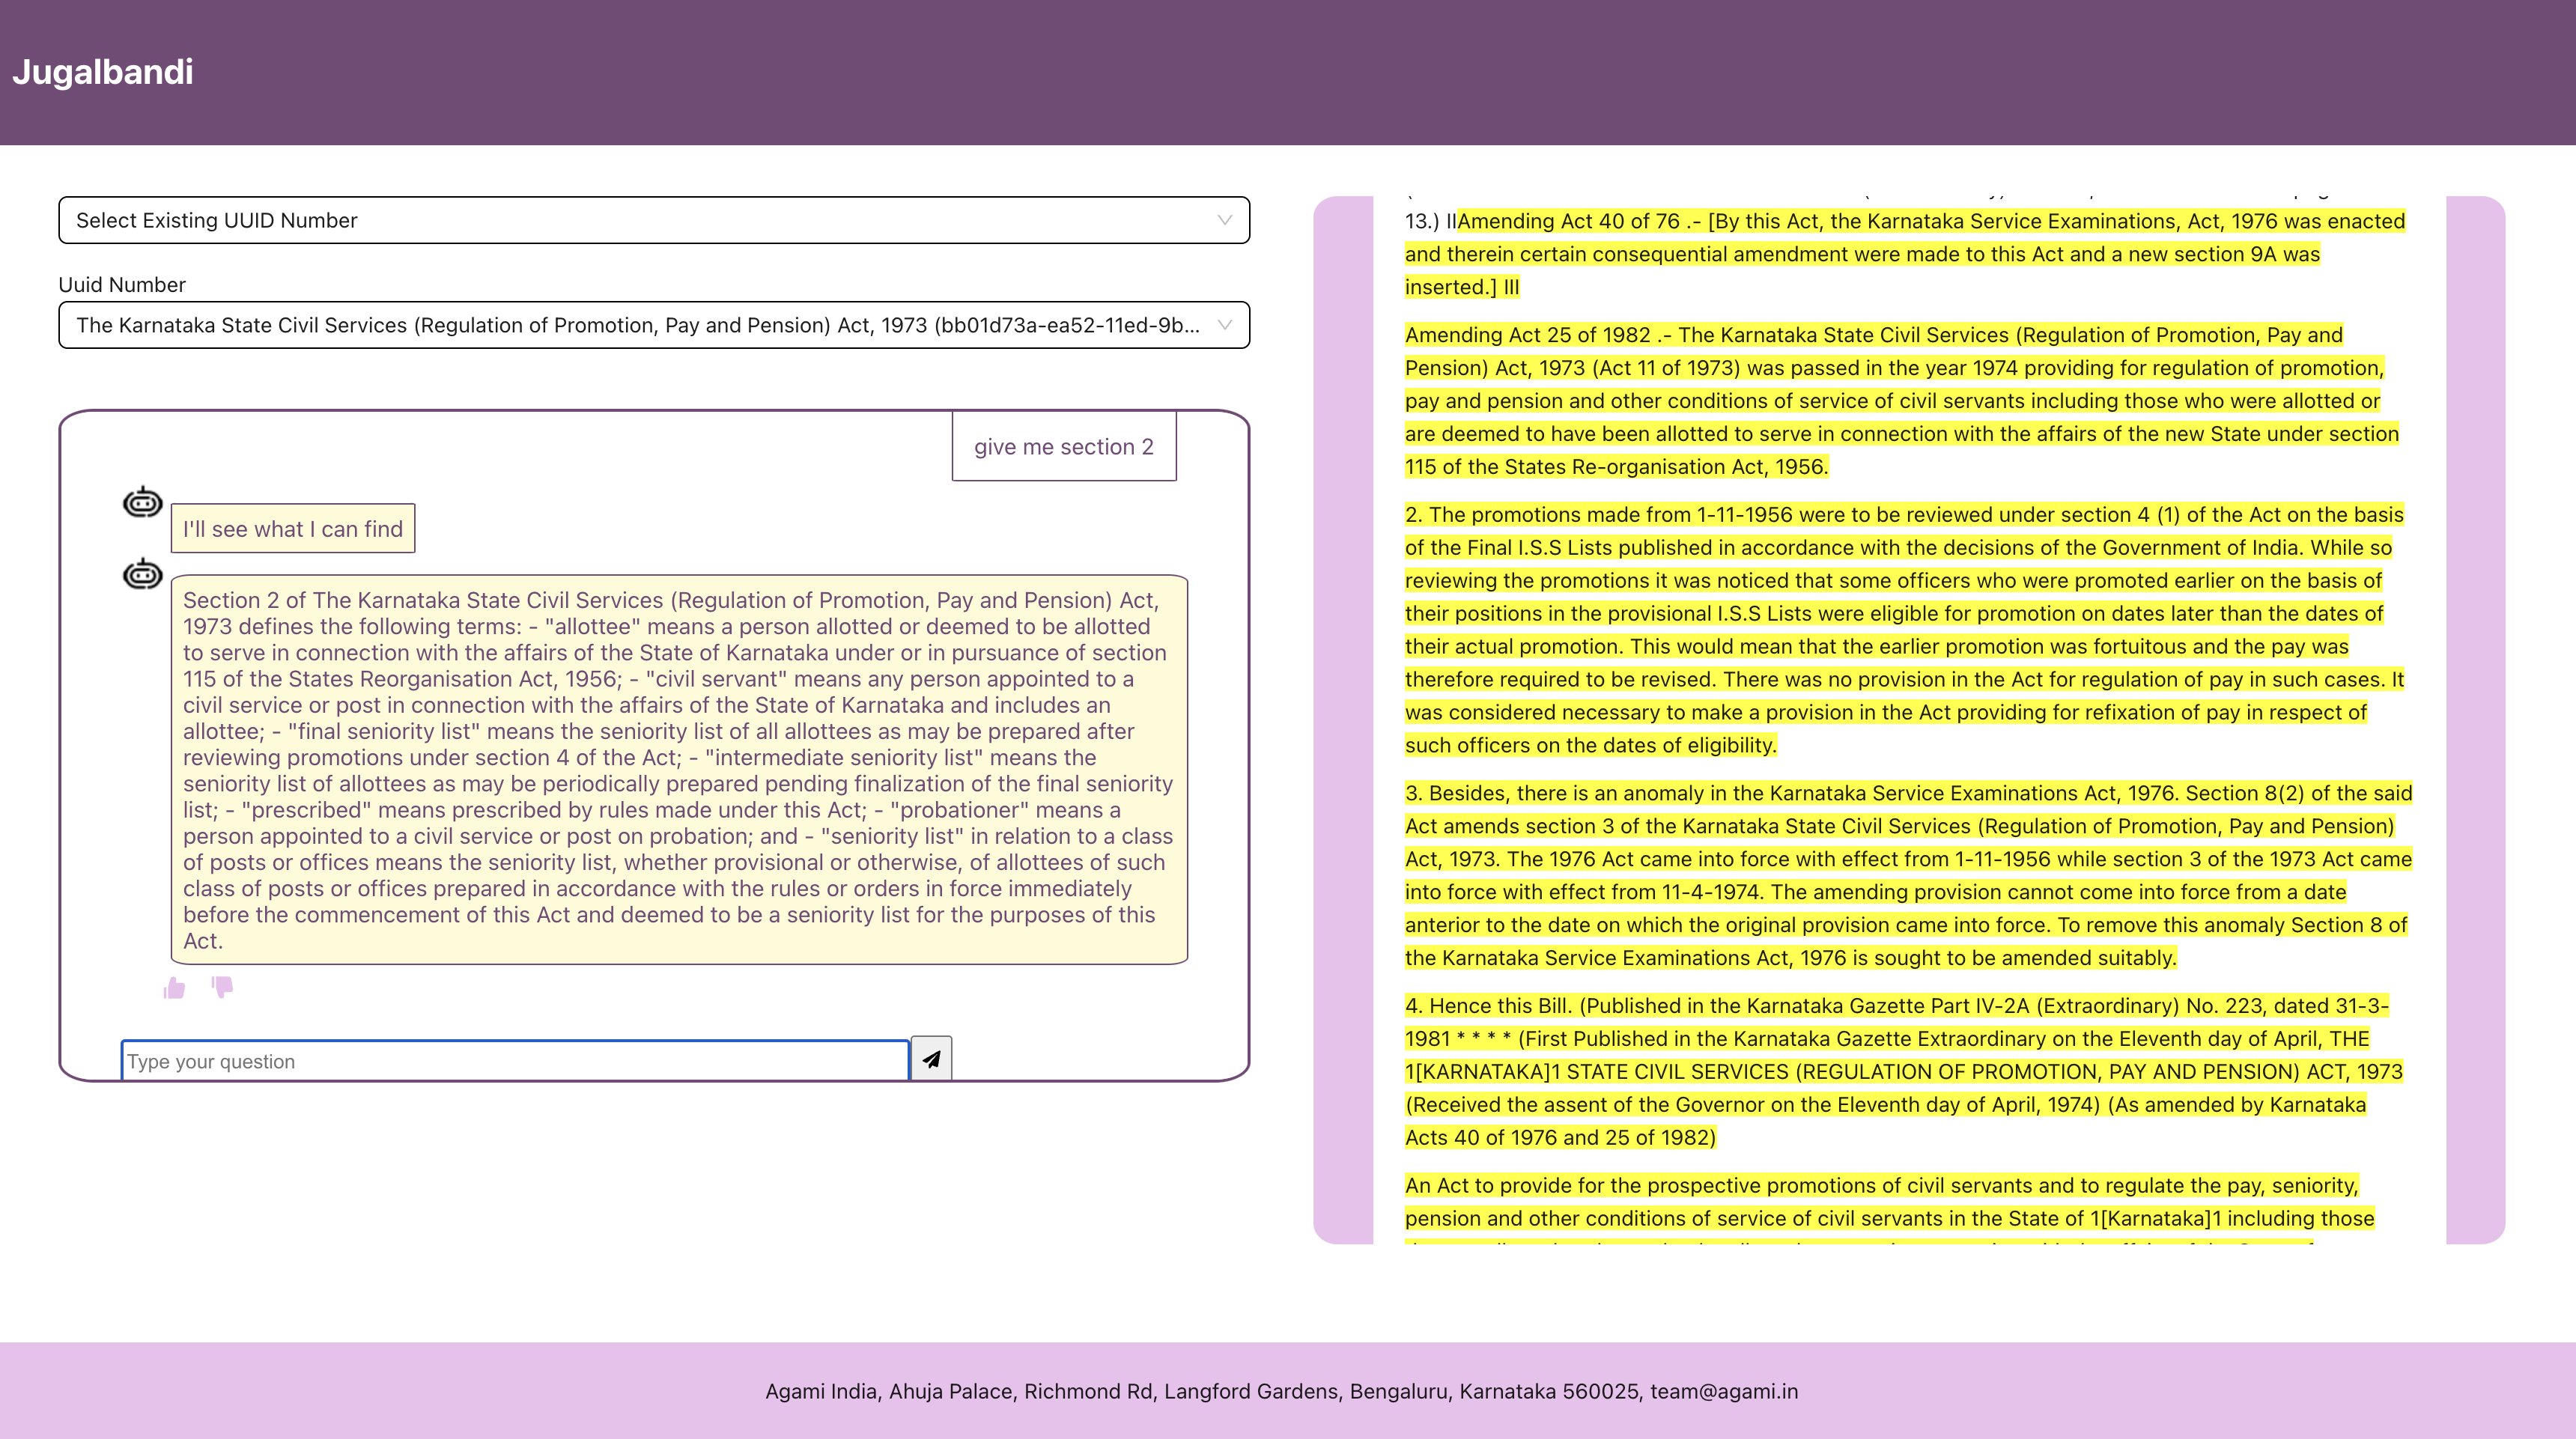 Jugalbandi
Select Existing UUID Number
Uuid Number
The Karnataka State Civil Services (Regulation of Promotion, Pay and Pension) Act, 1973 (bb01d73a-ea52-11ed-9b...
give me section 2
I'll see what I can find
Section 2 of The Karnataka State Civil Services (Regulation of Promotion, Pay and Pension) Act,
1973 defines the following terms: - "allottee" means a person allotted or deemed to be allotted
to serve in connection with the affairs of the State of Karnataka under or in pursuance of section
115 of the States Reorganisation Act, 1956; - "civil servant" means any person appointed to a
civil service or post in connection with the affairs of the State of Karnataka and includes an
allottee; - "final seniority list" means the seniority list of all allottees as may be prepared after
reviewing promotions under section 4 of the Act; - "intermediate seniority list" means the
seniority list of allottees as may be periodically prepared pending finalization of the final seniority
list; - "prescribed" means prescribed by rules made under this Act; - "probationer" means a
person appointed to a civil service or post on probation; and - "seniority list" in relation to a class
of posts or offices means the seniority list, whether provisional or otherwise, of allottees of such
class of posts or offices prepared in accordance with the rules or orders in force immediately
before the commencement of this Act and deemed to be a seniority list for the purposes of this
Act.
Type your question
13.) IIAmending Act 40 of 76 .- [By this Act, the Karnataka Service Examinations, Act, 1976 was enacted
and therein certain consequential amendment were made to this Act and a new section 9A was
inserted.] III
Amending Act 25 of 1982 .- The Karnataka State Civil Services (Regulation of Promotion, Pay and
Pension) Act, 1973 (Act 11 of 1973) was passed in the year 1974 providing for regulation of promotion,
pay and pension and other conditions of service of civil servants including those who were allotted or
are deemed to have been allotted to serve in connection with the affairs of the new State under section
115 of the States Re-organisation Act, 1956.
2. The promotions made from 1-11-1956 were to be reviewed under section 4 (1) of the Act on the basis
of the Final I.S.S Lists published in accordance with the decisions of the Government of India. While so
reviewing the promotions it was noticed that some officers who were promoted earlier on the basis of
their positions in the provisional I.S.S Lists were eligible for promotion on dates later than the dates of
their actual promotion. This would mean that the earlier promotion was fortuitous and the pay was
therefore required to be revised. There was no provision in the Act for regulation of pay in such cases. It
was considered necessary to make a provision in the Act providing for refixation of pay in respect of
such officers on the dates of eligibility.
3. Besides, there is an anomaly in the Karnataka Service Examinations Act, 1976. Section 8(2) of the said
Act amends section 3 of the Karnataka State Civil Services (Regulation of Promotion, Pay and Pension)
Act, 1973. The 1976 Act came into force with effect from 1-11-1956 while section 3 of the 1973 Act came
into force with effect from 11-4-1974. The amending provision cannot come into force from a date
anterior to the date on which the original provision came into force. To remove this anomaly Section 8 of
the Karnataka Service Examinations Act, 1976 is sought to be amended suitably.
4. Hence this Bill. (Published in the Karnataka Gazette Part IV-2A (Extraordinary) No. 223, dated 31-3-
1981 * * * * (First Published in the Karnataka Gazette Extraordinary on the Eleventh day of April, THE
1[KARNATAKA]1 STATE CIVIL SERVICES (REGULATION OF PROMOTION, PAY AND PENSION) ACT, 1973
(Received the assent of the Governor on the Eleventh day of April, 1974) (As amended by Karnataka
Acts 40 of 1976 and 25 of 1982)
An Act to provide for the prospective promotions of civil servants and to regulate the pay, seniority,
pension and other conditions of service of civil servants in the State of 1[Karnataka]1 including those
Agami India, Ahuja Palace, Richmond Rd, Langford Gardens, Bengaluru, Karnataka 560025, team@agami.in